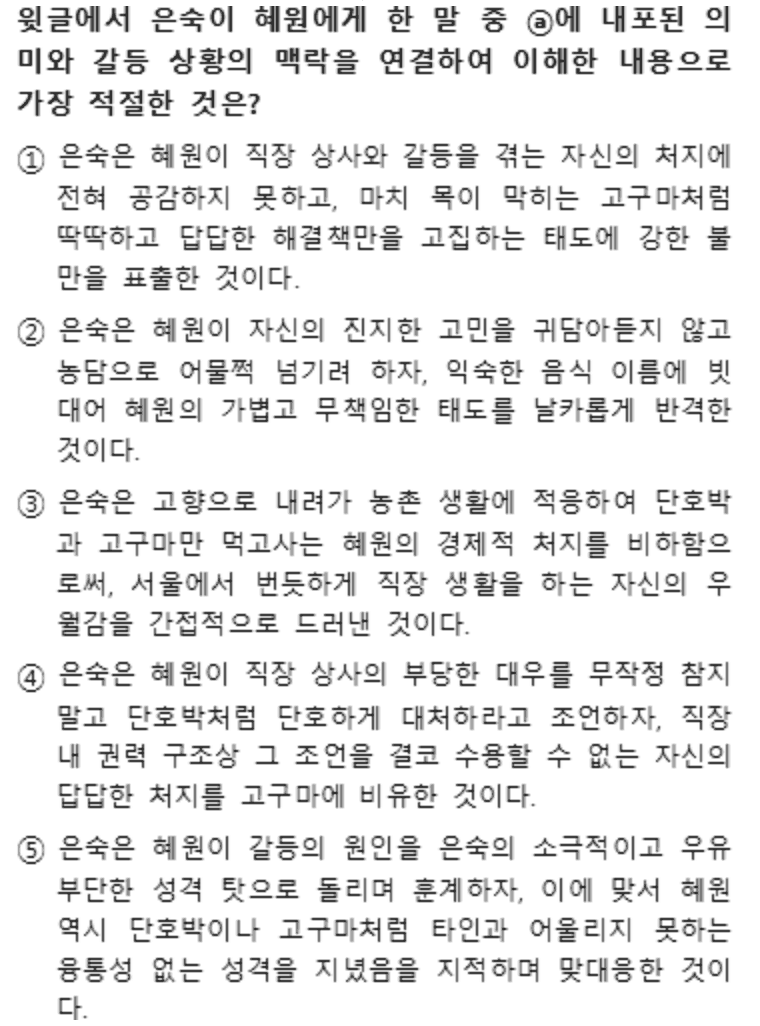 윗글에서 은숙이 혜원에게 한 말 중 ⓐ에 내포된 의
미와 갈등 상황의 맥락을 연결하여 이해한 내용으로
가장 적절한 것은?
① 은숙은 혜원이 직장 상사와 갈등을 겪는 자신의 처지에
전혀 공감하지 못하고, 마치 목이 막히는 고구마처럼
딱딱하고 답답한 해결책만을 고집하는 태도에 강한 불
만을 표출한 것이다.
② 은숙은 혜원이 자신의 진지한 고민을 귀담아듣지 않고
농담으로 어물쩍 넘기려 하자, 익숙한 음식 이름에 빗
대어 혜원의 가볍고 무책임한 태도를 날카롭게 반격한
것이다.
③ 은숙은 고향으로 내려가 농촌 생활에 적응하여 단호박
과 고구마만 먹고사는 혜원의 경제적 처지를 비하함으
로써, 서울에서 번듯하게 직장 생활을 하는 자신의 우
월감을 간접적으로 드러낸 것이다.
④ 은숙은 혜원이 직장 상사의 부당한 대우를 무작정 참지
말고 단호박처럼 단호하게 대처하라고 조언하자, 직장
내 권력 구조상 그 조언을 결코 수용할 수 없는 자신의
답답한 처지를 고구마에 비유한 것이다.
⑤ 은숙은 혜원이 갈등의 원인을 은숙의 소극적이고 우유
부단한 성격 탓으로 돌리며 훈계하자, 이에 맞서 혜원
역시 단호박이나 고구마처럼 타인과 어울리지 못하는
융통성 없는 성격을 지녔음을 지적하며 맞대응한 것이
다.